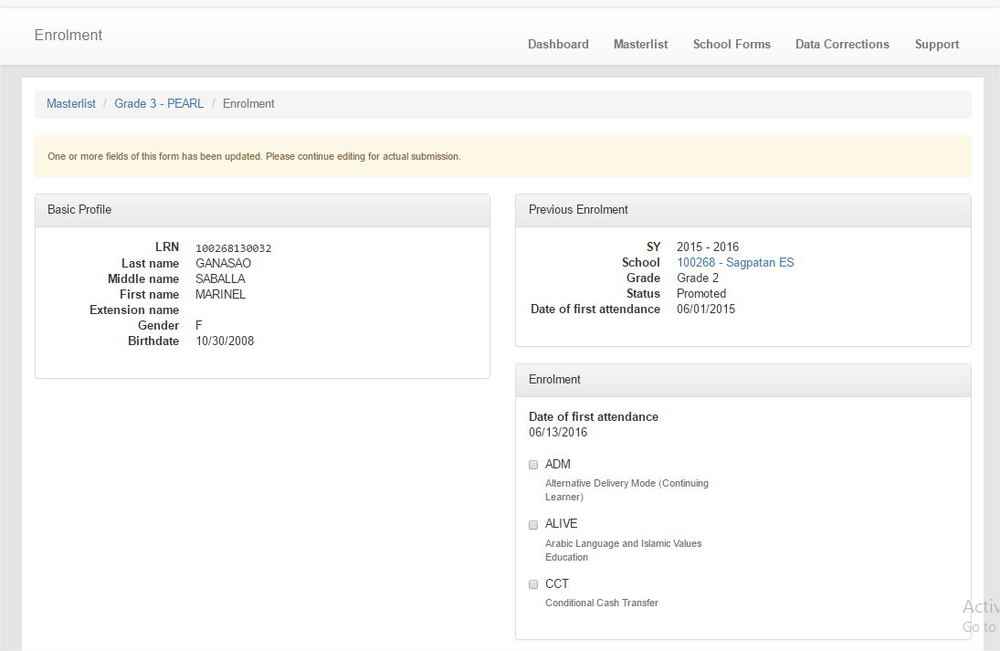 Enrolment
Dashboard Masterlist School Forms Data Corrections Support
Masterlist / Grade 3 - PEARL / Enrolment
One or more fields of this form has been updated. Please continue editing for actual submission.
Basic Profile
LRN 100268130032
Last name GANASAO
Middle name SABALLA
First name MARINEL
Extension name
Gender F
Birthdate 10/30/2008
Previous Enrolment
SY 2015 - 2016
School 100268 - Sagpatan ES
Grade Grade 2
Status Promoted
Date of first attendance 06/01/2015
Enrolment
Date of first attendance
06/13/2016
ADM
Alternative Delivery Mode (Continuing
Learner)
ALIVE
Arabic Language and Islamic Values
Education
CCT
Conditional Cash Transfer
Activ
Go to